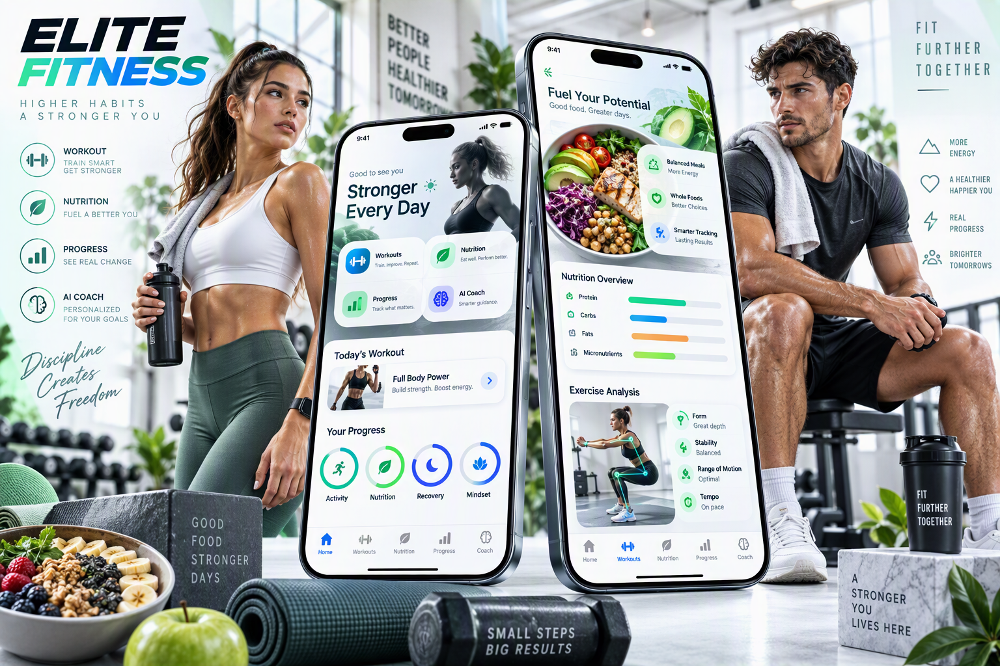 ELITE
FITNESS
HIGHER HABITS
A STRONGER YOU
WORKOUT
TRAIN SMART
GET STRONGER
NUTRITION
FUEL A BETTER YOU
PROGRESS
SEE REAL CHANGE
AI COACH
PERSONALIZED
FOR YOUR GOALS
Discipline
Creates
Freedom
BETTER
PEOPLE
HEALTHIER
TOMORROWS
9:41
Good to see you
Stronger
Every Day
Workouts
Train. Improve. Repeat.
Nutrition
Eat well. Perform better.
Progress
Track what matters.
AI Coach
Smarter guidance.
Today's Workout
Full Body Power
Build strength. Boost energy.
Your Progress
Activity
Nutrition
Recovery
Mindset
Home
Workouts
Nutrition
Progress
Coach
9:41
Fuel Your Potential
Good food. Greater days.
Balanced Meals
More Energy
Whole Foods
Better Choices
Smarter Tracking
Lasting Results
Nutrition Overview
Protein
Carbs
Fats
Micronutrients
Exercise Analysis
Form
Great depth
Stability
Balanced
Range of Motion
Optimal
Tempo
On pace
Home
Workouts
Nutrition
Progress
Coach
FIT
FURTHER
TOGETHER
MORE
ENERGY
A HEALTHIER
HAPPIER YOU
REAL
PROGRESS
BRIGHTER
TOMORROWS
GOOD
FOOD
STRONGER
DAYS
SMALL STEPS
BIG RESULTS
FIT
FURTHER
TOGETHER
A
STRONGER
YOU
LIVES HERE